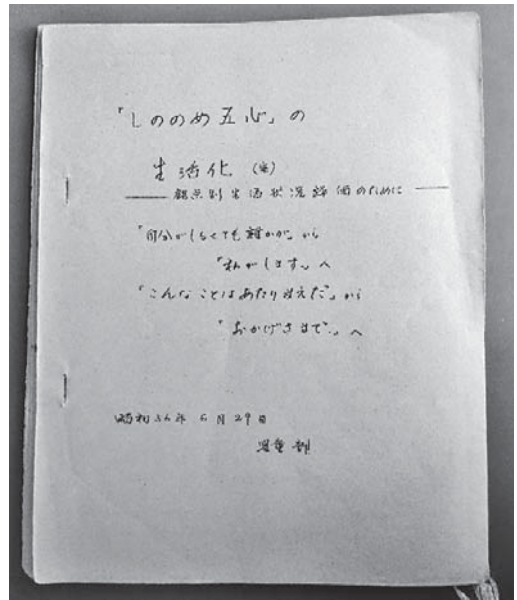 「しののめ五心」の
生活化 (案)
―― 観点別生活状況評価のために ――
「自分がしなくても誰かが」から
「私がします。」へ
「こんなことはあたりまえだ」から
「おかげさまで.」へ
昭和56年6月29日
児童部